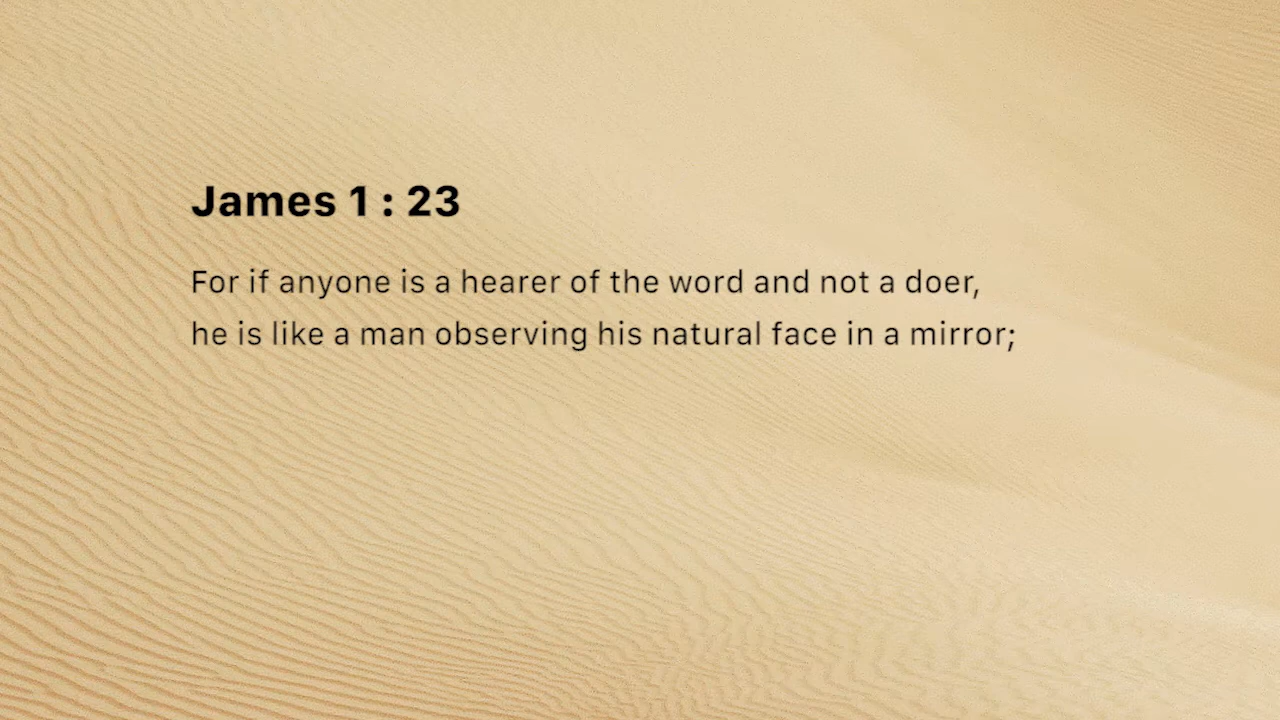 James 1 : 23
For if anyone is a hearer of the word and not a doer,
he is like a man observing his natural face in a mirror;